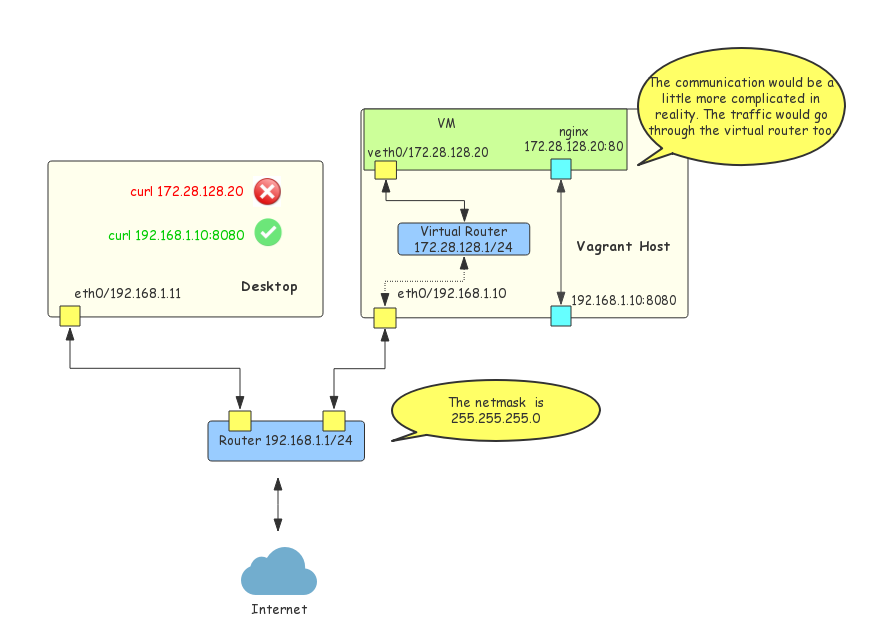 The communication would be a
little more complicated in
reality. The traffic would go
through the virtual router too.
VM
nginx
172.28.128.20:80
veth0/172.28.128.20
curl 172.28.128.20
curl 192.168.1.10:8080
Desktop
eth0/192.168.1.11
Virtual Router
172.28.128.1/24
Vagrant Host
eth0/192.168.1.10
192.168.1.10:8080
The netmask is
255.255.255.0
Router 192.168.1.1/24
Internet